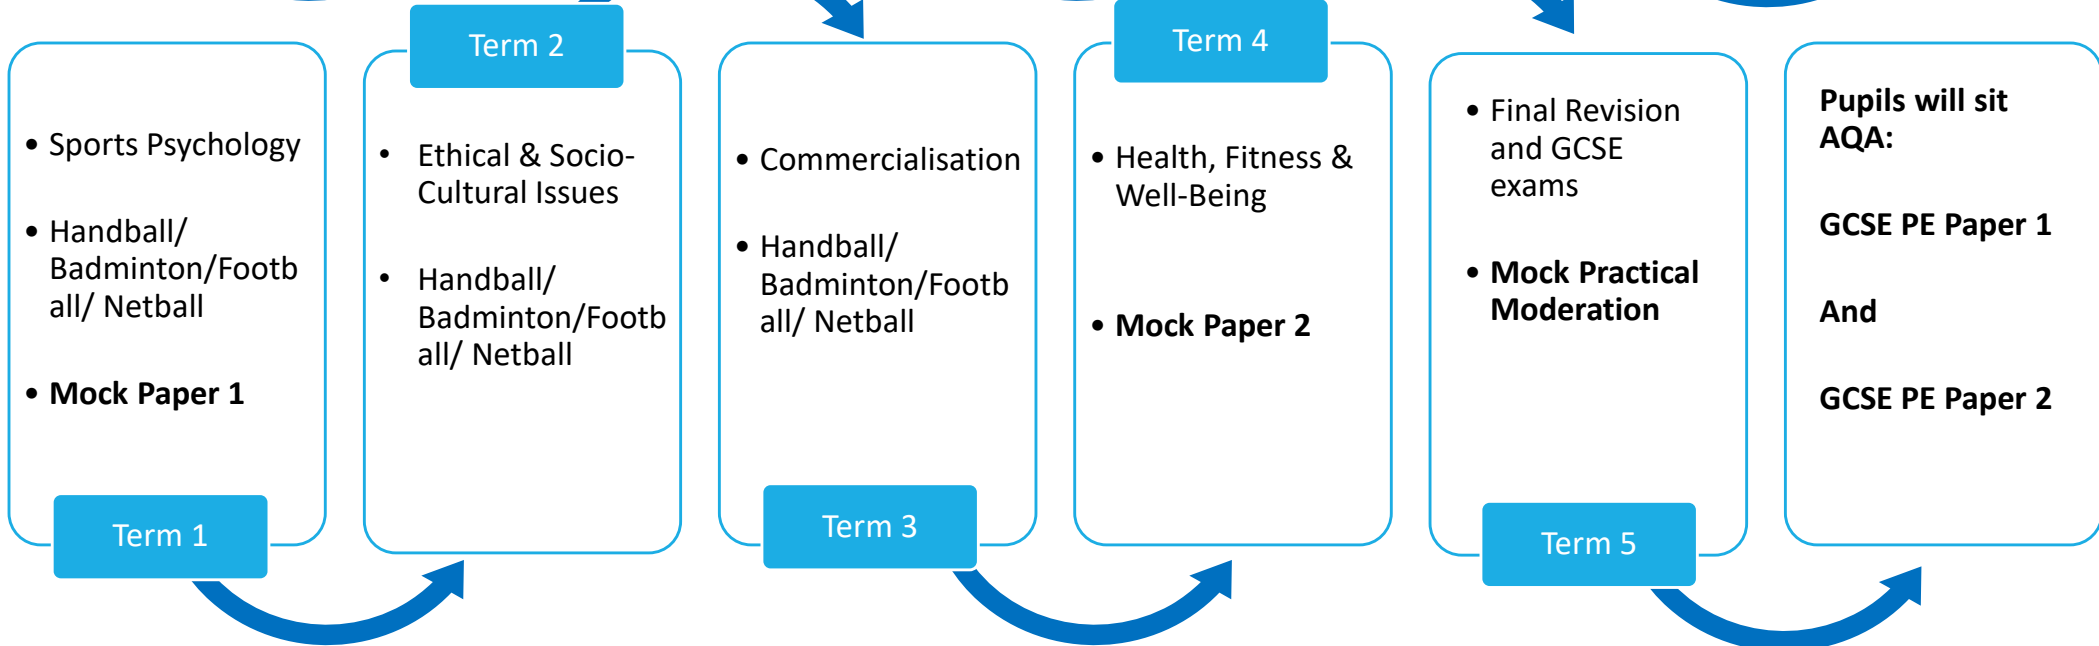 • Sports Psychology
• Handball/
Badminton/Footb
all/ Netball
• Mock Paper 1
Term 1
Term 2
• Ethical & Socio-
Cultural Issues
• Handball/
Badminton/Footb
all/ Netball
• Commercialisation
• Handball/
Badminton/Footb
all/ Netball
Term 3
Term 4
• Health, Fitness &
Well-Being
• Mock Paper 2
• Final Revision
and GCSE
exams
• Mock Practical
Moderation
Term 5
Pupils will sit
AQA:
GCSE PE Paper 1
And
GCSE PE Paper 2